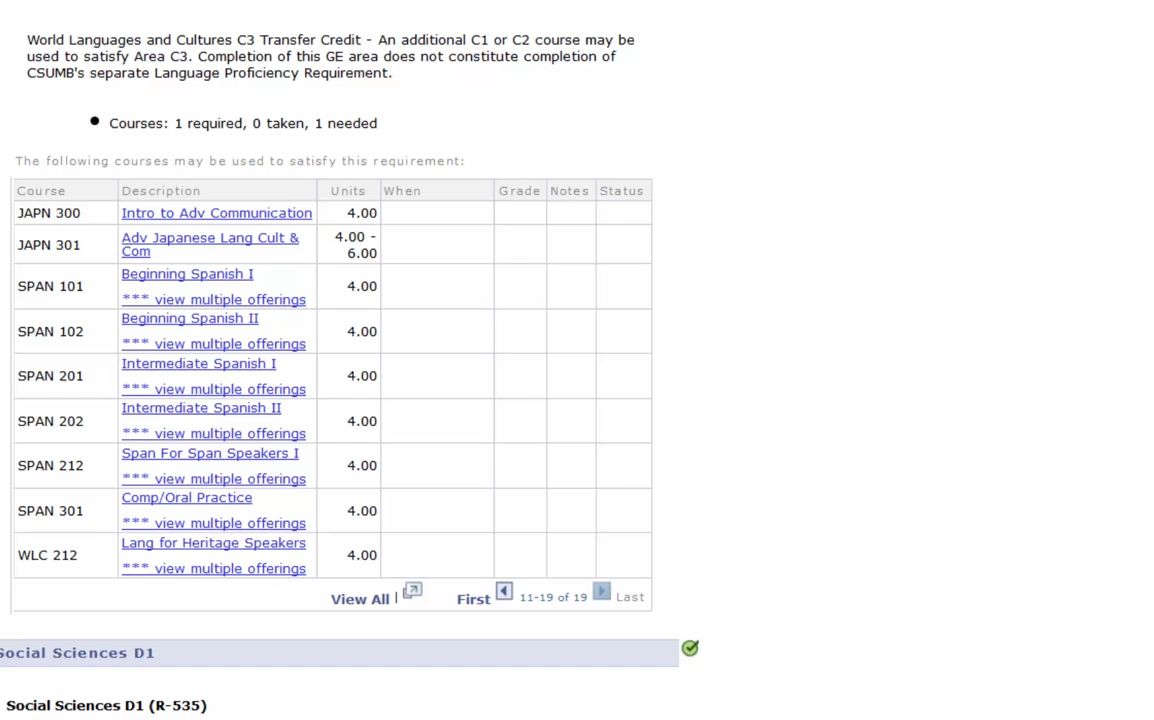 World Languages and Cultures C3 Transfer Credit - An additional C1 or C2 course may be
used to satisfy Area C3. Completion of this GE area does not constitute completion of
CSUMB's separate Language Proficiency Requirement.
Courses: 1 required, 0 taken, 1 needed
The following courses may be used to satisfy this requirement:
Course Description Units When Grade Notes Status
JAPN 300 Intro to Adv Communication 4.00
JAPN 301 Adv Japanese Lang Cult & Com 4.00 - 6.00
SPAN 101 Beginning Spanish I 4.00
*** view multiple offerings
SPAN 102 Beginning Spanish II 4.00
*** view multiple offerings
SPAN 201 Intermediate Spanish I 4.00
*** view multiple offerings
SPAN 202 Intermediate Spanish II 4.00
*** view multiple offerings
SPAN 212 Span For Span Speakers I 4.00
*** view multiple offerings
SPAN 301 Comp/Oral Practice 4.00
*** view multiple offerings
WLC 212 Lang for Heritage Speakers 4.00
*** view multiple offerings
View All | First 11-19 of 19 Last
Social Sciences D1
Social Sciences D1 (R-535)